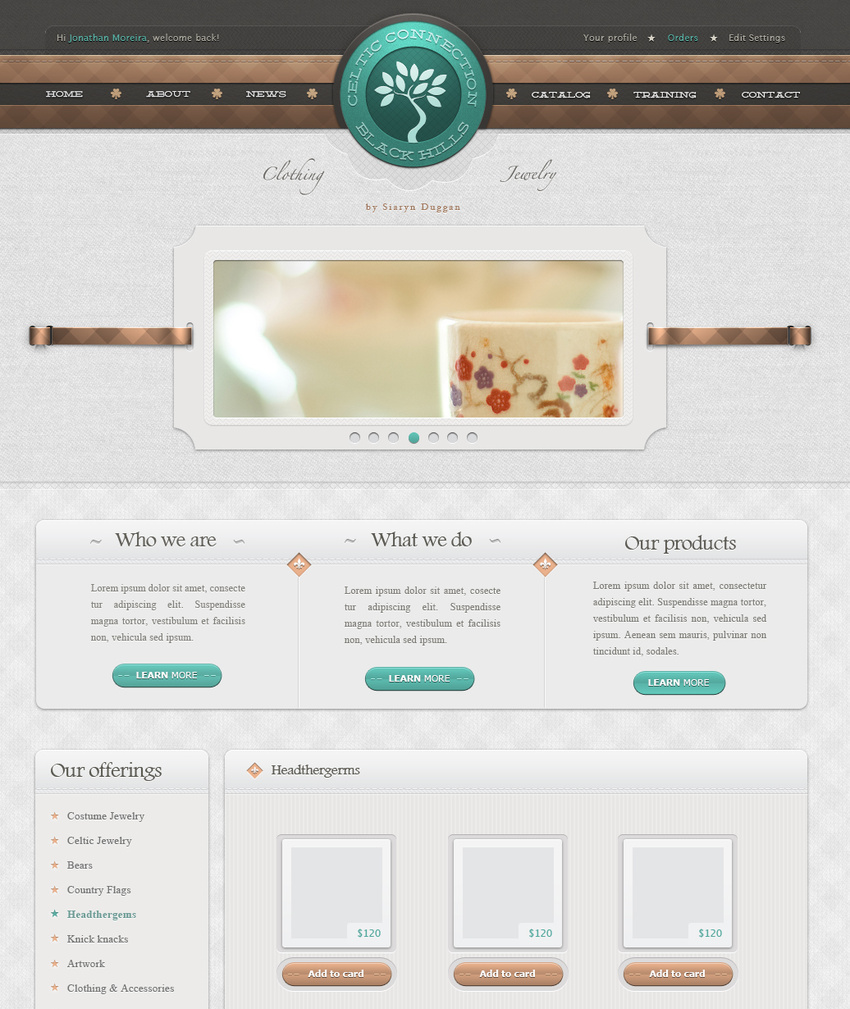 Hi Jonathan Moreira, welcome back!
Your profile ★ Orders ★ Edit Settings
CELTIC CONNECTION
BLACK HILLS
HOME ABOUT NEWS CATALOG TRAINING CONTACT
Clothing Jewelry
by Siaryn Duggan
Who we are
Lorem ipsum dolor sit amet, consecte
tur adipiscing elit. Suspendisse
magna tortor, vestibulum et facilisis
non, vehicula sed ipsum.
LEARN MORE
What we do
Lorem ipsum dolor sit amet, cosecte
tur adipiscing elit. Suspendisse
magna tortor, vestibulum et facilisis
non, vehicula sed ipsum.
LEARN MORE
Our products
Lorem ipsum dolor sit amet, consectetur
adipiscing elit. Suspendisse magna tortor,
vestibulum et facilisis non, vehicula sed
ipsum. Aenean sem mauris, pulvinar non
tincidunt id, sodales.
LEARN MORE
Our offerings
Costume Jewelry
Celtic Jewelry
Bears
Country Flags
Headthergems
Knick knacks
Artwork
Clothing & Accessories
Headthergerms
$120 $120 $120
Add to card Add to card Add to card